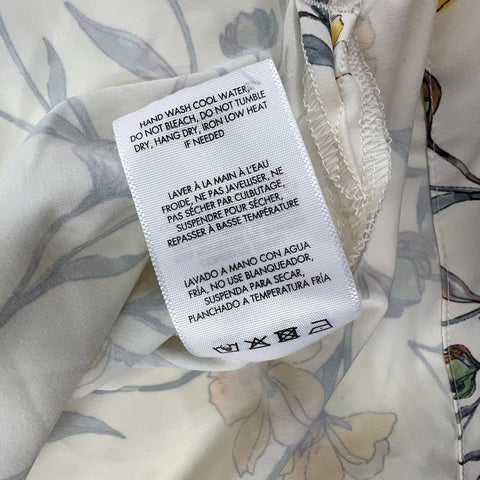 HAND WASH COOL WATER,
DO NOT BLEACH, DO NOT TUMBLE
DRY, HANG DRY, IRON LOW HEAT
IF NEEDED
LAVER À LA MAIN À L'EAU
FROIDE, NE PAS JAVELLISER, NE
PAS SÉCHER PAR CULBUTAGE,
SUSPENDRE POUR SÉCHER,
REPASSER À BASSE TEMPÉRATURE
LAVADO A MANO CON AGUA
FRÍA, NO USE BLANQUEADOR,
SUSPENDA PARA SECAR,
PLANCHADO A TEMPERATURA FRÍA